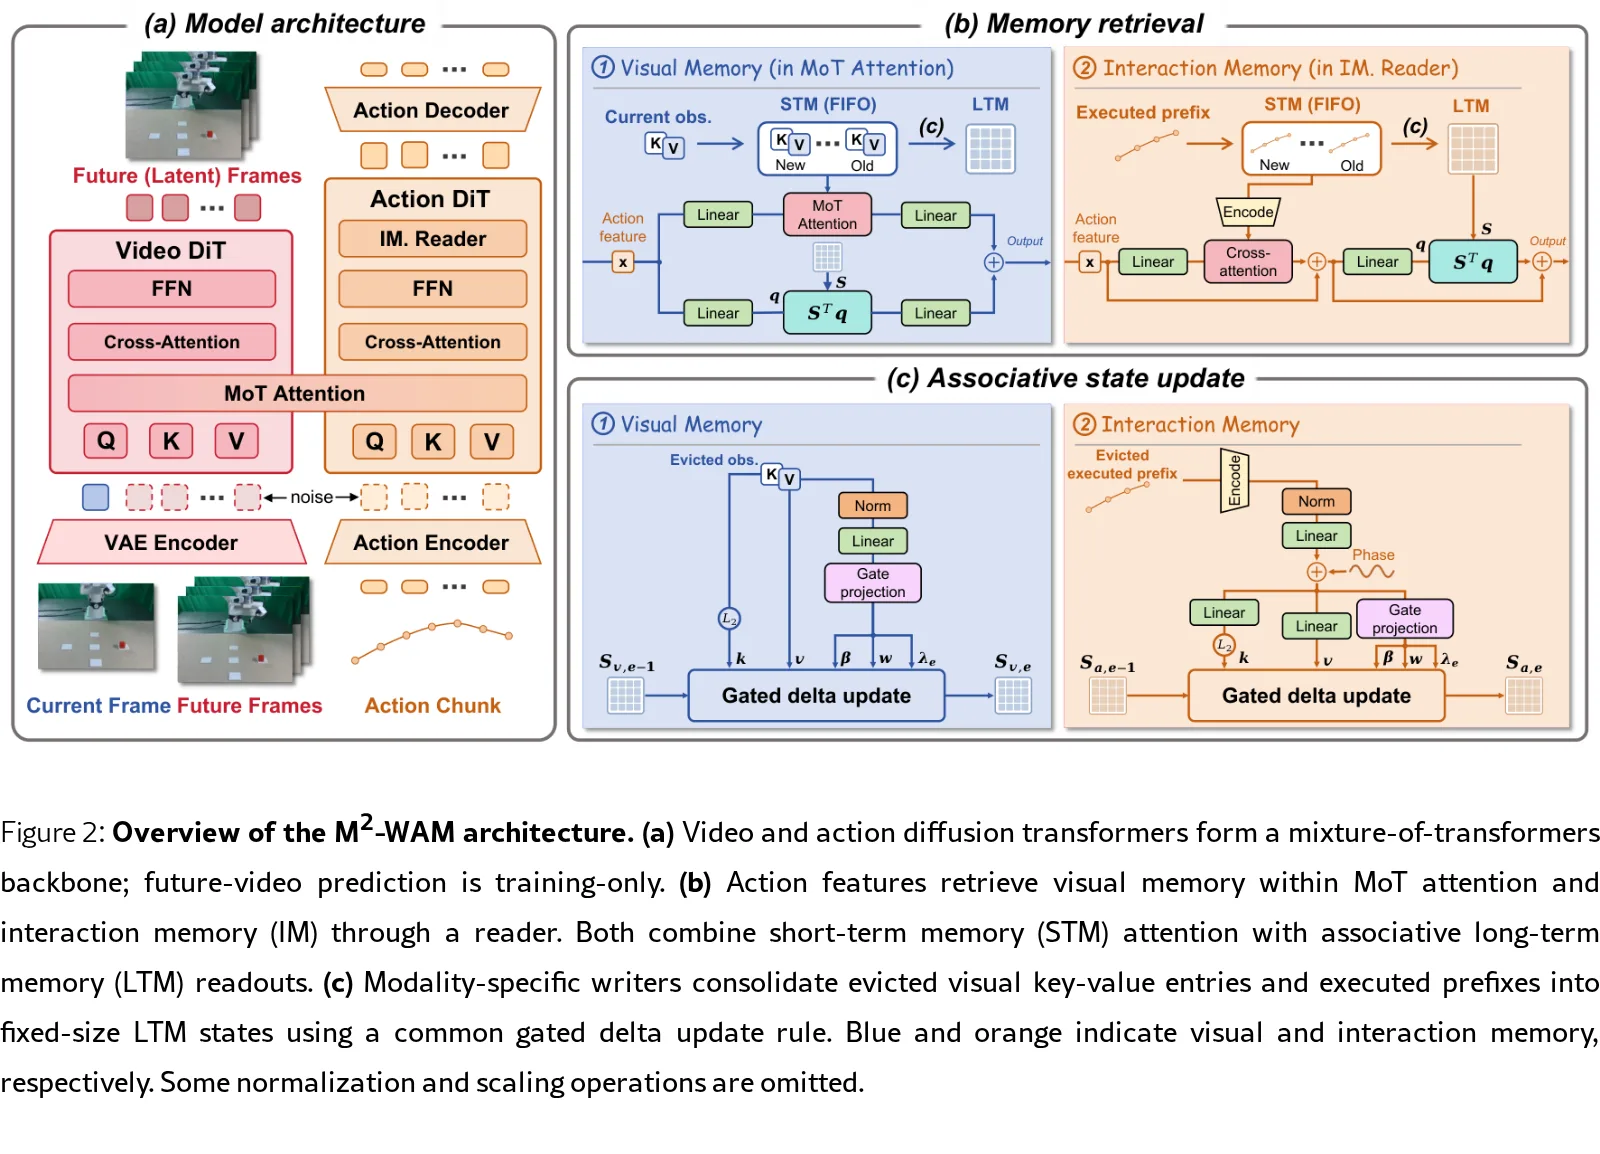 (a) Model architecture
Future (Latent) Frames
Video DiT
FFN
Cross-Attention
Action Decoder
Action DiT
IM. Reader
FFN
Cross-Attention
MoT Attention
Q K V
Q K V
noise
VAE Encoder
Action Encoder
Current Frame Future Frames
Action Chunk
(b) Memory retrieval
① Visual Memory (in MoT Attention)
Current obs.
K V
STM (FIFO)
K V ... K V
New Old
(c)
LTM
Action
feature
x
Linear
MoT
Attention
Linear
S
q
Linear
Sᵀ q
Linear
Output
② Interaction Memory (in IM. Reader)
Executed prefix
STM (FIFO)
...
New Old
(c)
LTM
Encode
Action
feature
x
Linear
Cross-
attention
Linear
q
S
Sᵀ q
Output
(c) Associative state update
① Visual Memory
Evicted obs.
K V
Norm
Linear
Gate
projection
L₂
k v β w λₑ
Sᵥ,ₑ₋₁
Gated delta update
Sᵥ,ₑ
② Interaction Memory
Evicted
executed prefix
Encode
Norm
Linear
Phase
Linear
Linear
Gate
projection
L₂
k v β w λₑ
Sₐ,ₑ₋₁
Gated delta update
Sₐ,ₑ
Figure 2: Overview of the M²-WAM architecture. (a) Video and action diffusion transformers form a mixture-of-transformers
backbone; future-video prediction is training-only. (b) Action features retrieve visual memory within MoT attention and
interaction memory (IM) through a reader. Both combine short-term memory (STM) attention with associative long-term
memory (LTM) readouts. (c) Modality-specific writers consolidate evicted visual key-value entries and executed prefixes into
fixed-size LTM states using a common gated delta update rule. Blue and orange indicate visual and interaction memory,
respectively. Some normalization and scaling operations are omitted.